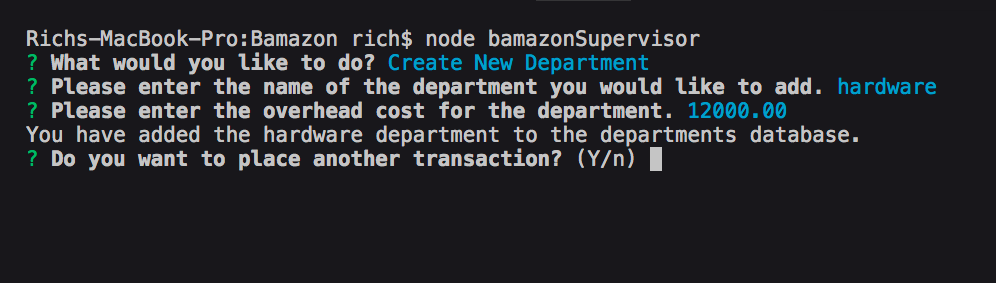 Richs-MacBook-Pro:Bamazon rich$ node bamazonSupervisor
? What would you like to do? Create New Department
? Please enter the name of the department you would like to add. hardware
? Please enter the overhead cost for the department. 12000.00
You have added the hardware department to the departments database.
? Do you want to place another transaction? (Y/n)